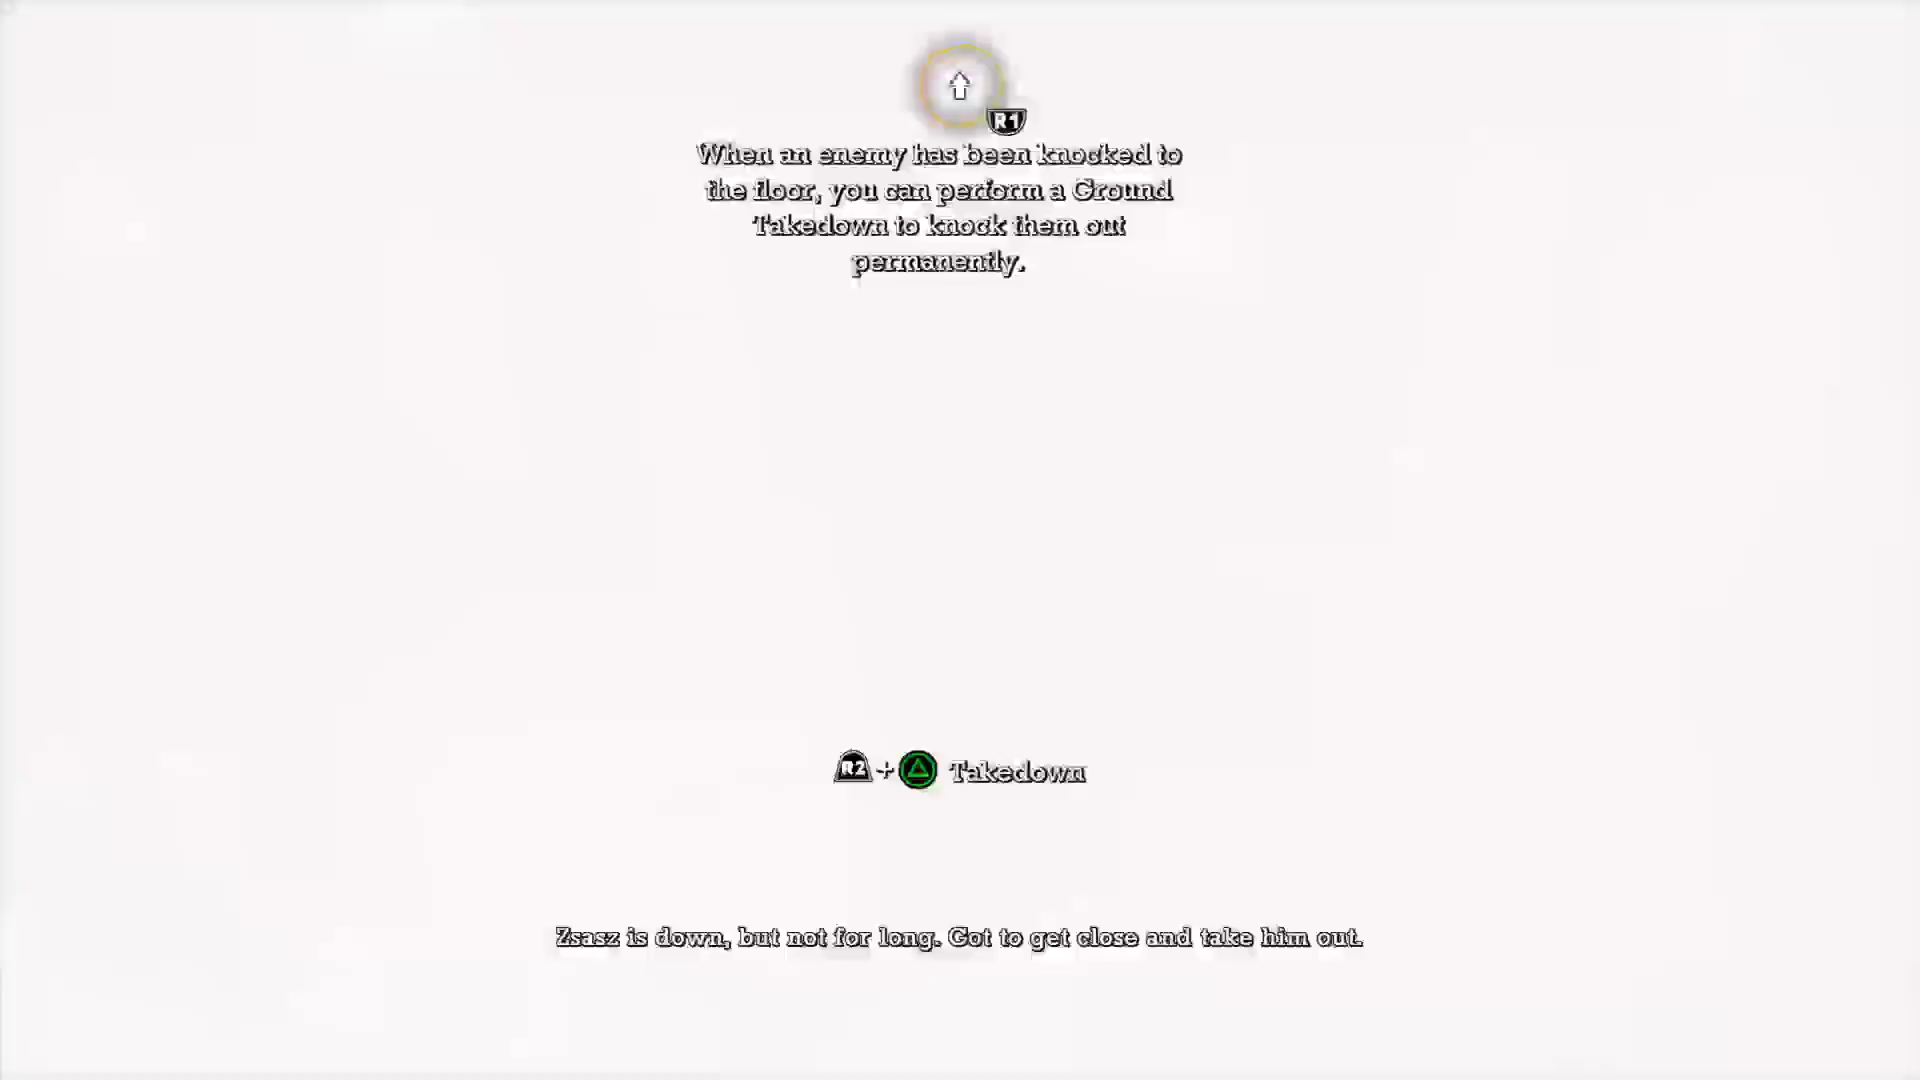 R1
When an enemy has been knocked to
the floor, you can perform a Ground
Takedown to knock them out
permanently.
R2 + Takedown
Zsasz is down, but not for long. Got to get close and take him out.